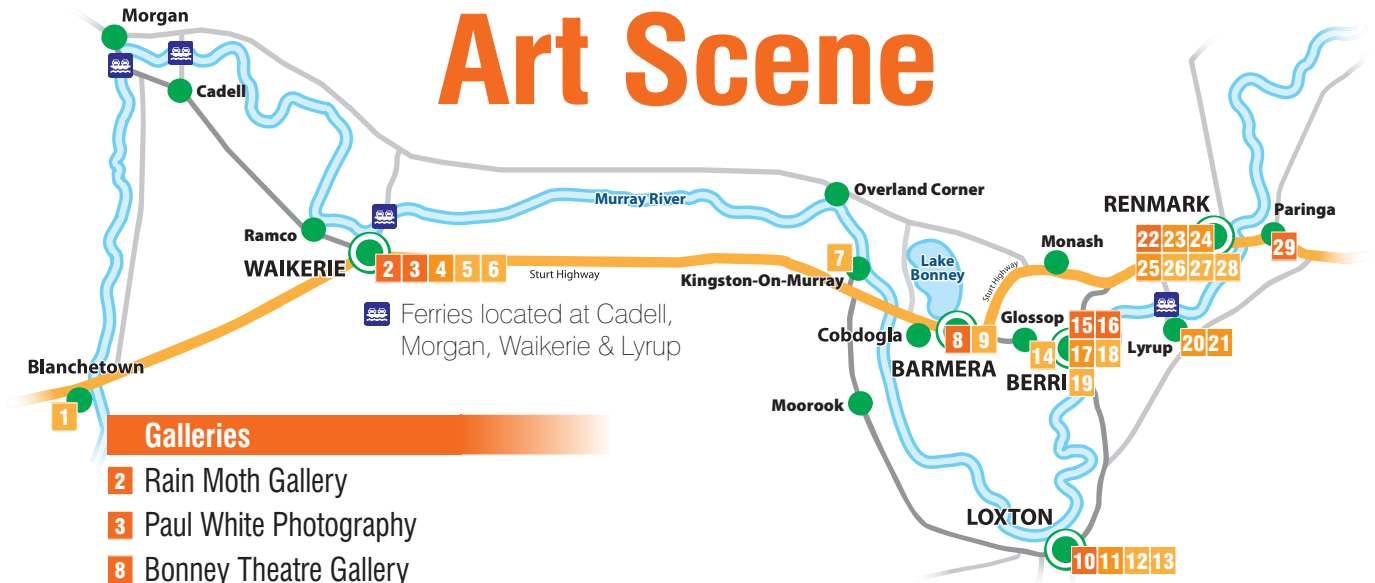 Art Scene
Morgan
Cadell
Overland Corner
Murray River
RENMARK
Paringa
Ramco
WAIKERIE
2 3 4 5 6
Sturt Highway
7
Kingston-On-Murray
Lake
Bonney
Sturt Highway
Monash
22 23 24
25 26 27 28
29
Ferries located at Cadell,
Morgan, Waikerie & Lyrup
Cobdogla
8 9
BARMERA
Glossop
14
15 16
17 18
19
BERRI
Lyrup
20 21
Blanchetown
1
Moorook
LOXTON
10 11 12 13
Galleries
2 Rain Moth Gallery
3 Paul White Photography
8 Bonney Theatre Gallery